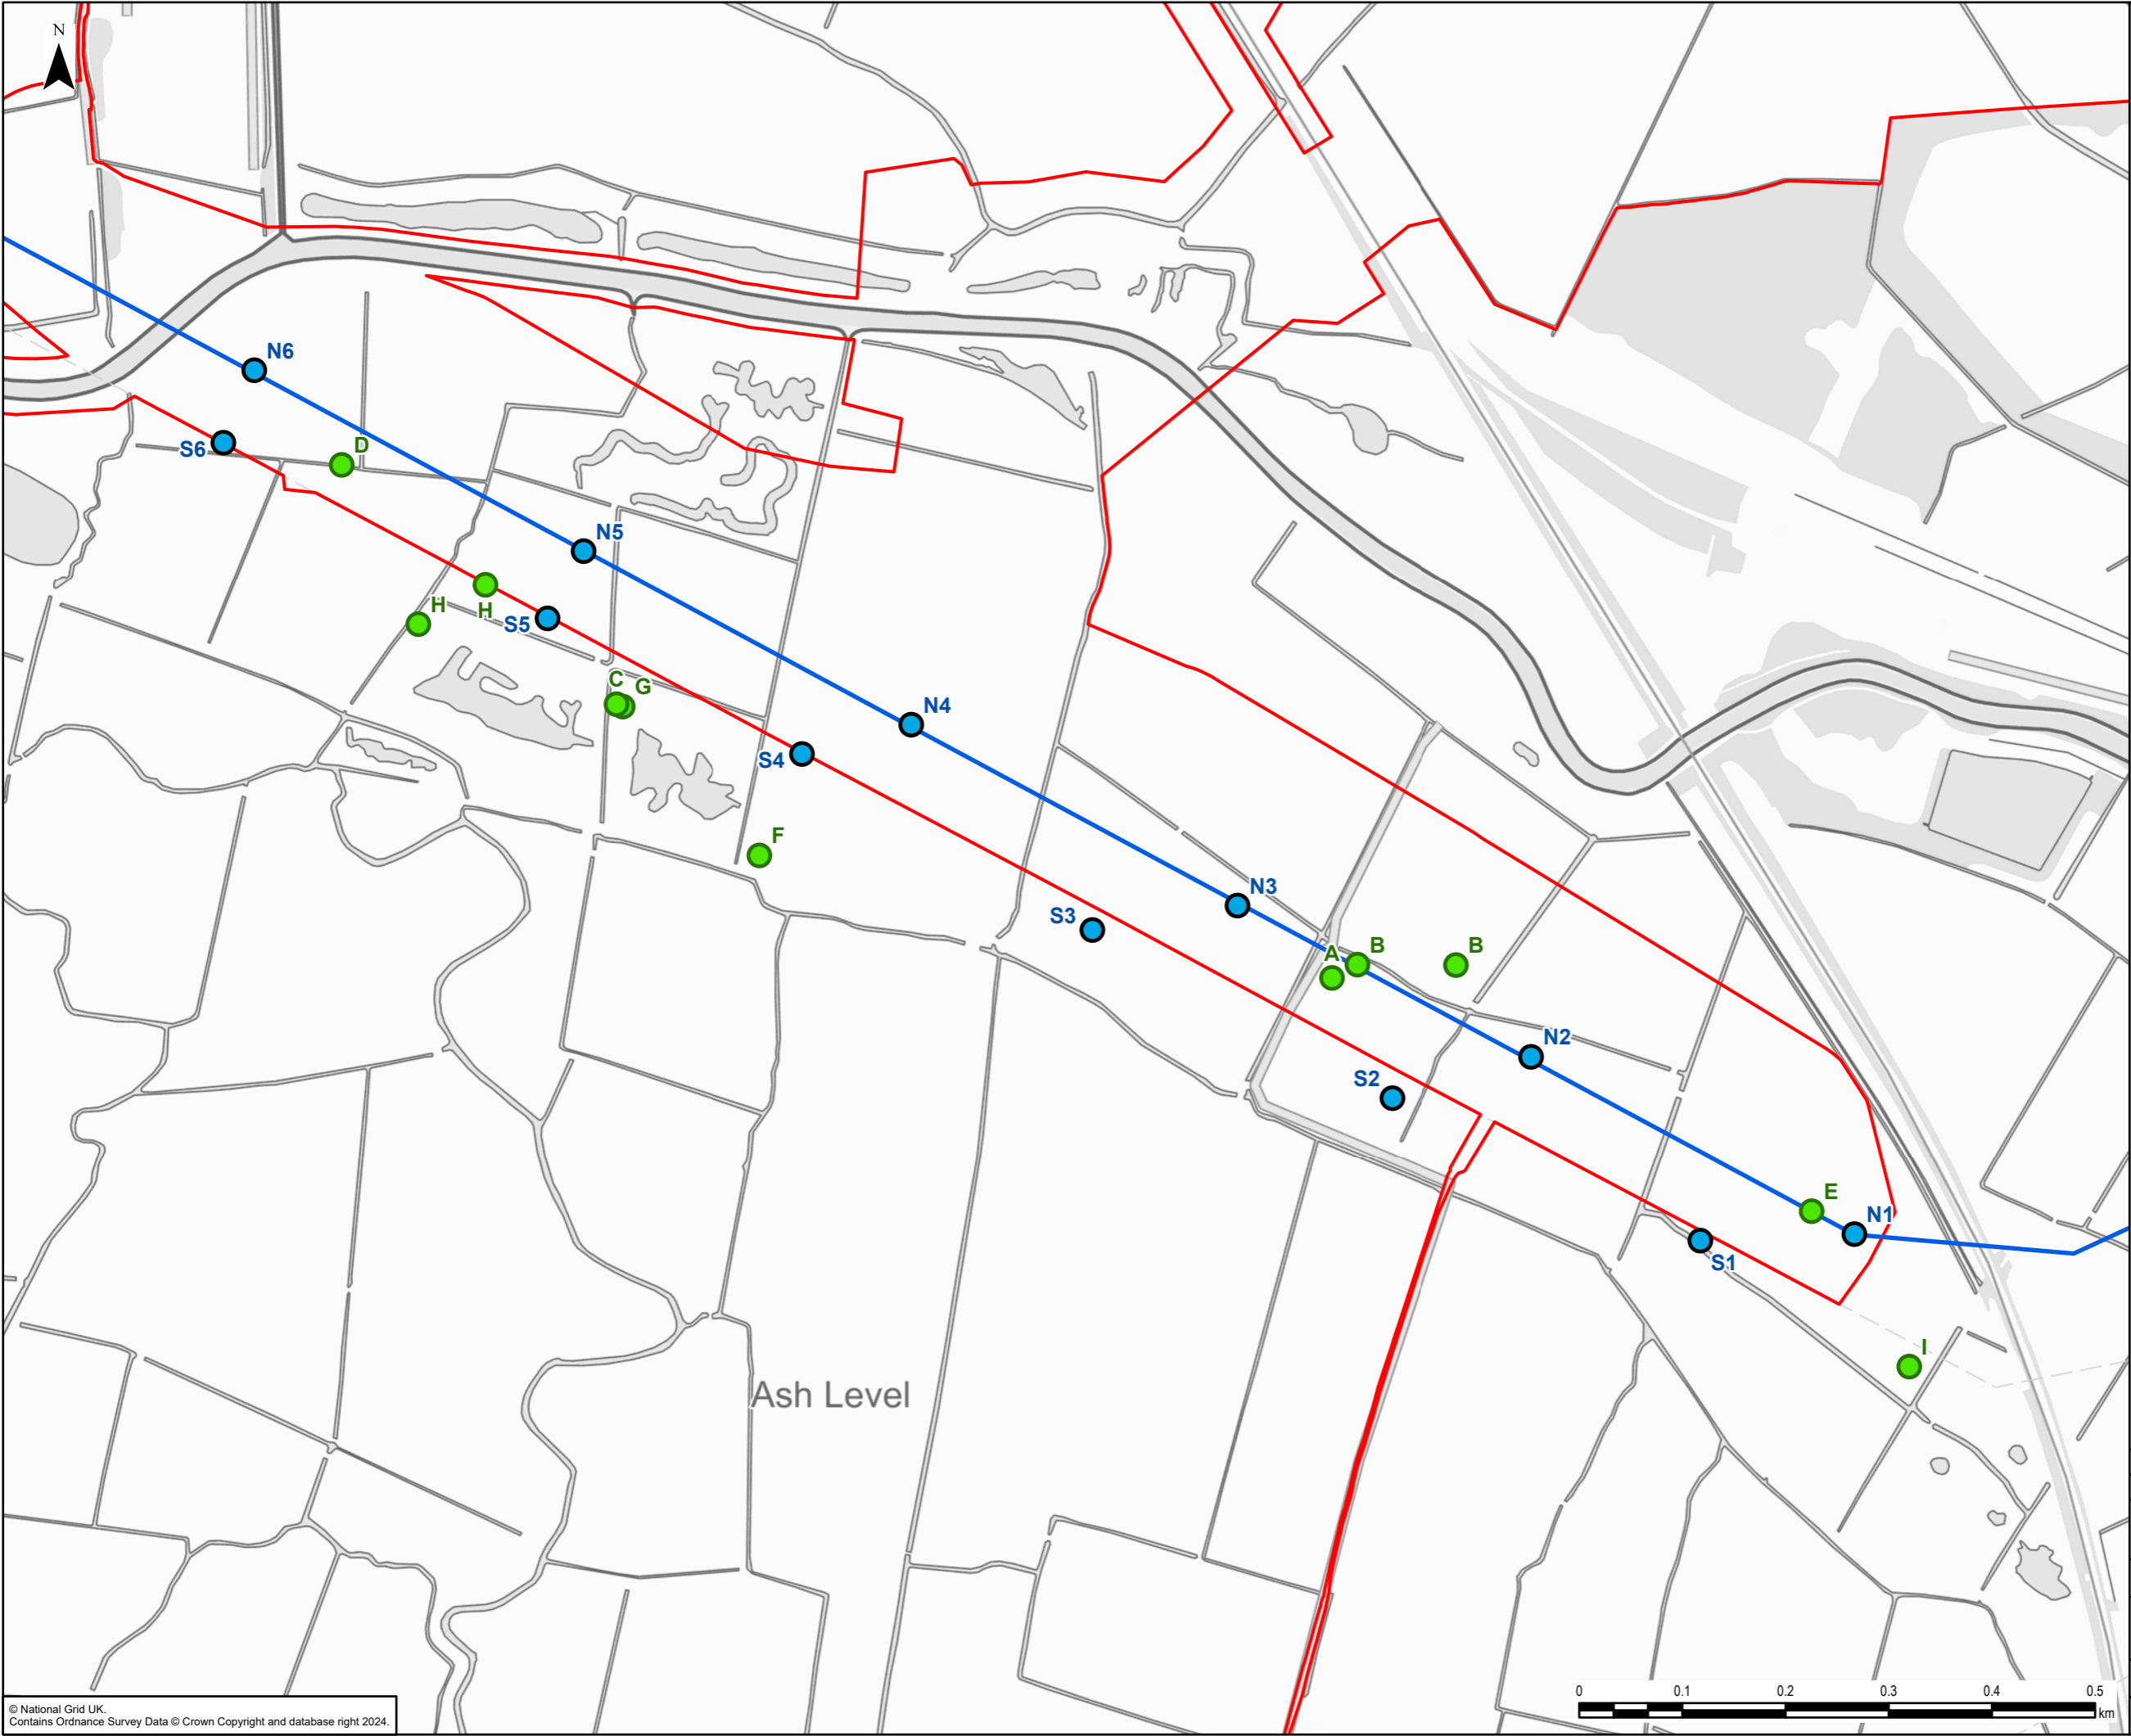 N
N6
S6
D
N5
H
H
S5
C
G
N4
S4
F
N3
S3
A
B
B
N2
S2
E
N1
S1
I
Ash Level
0
0.1
0.2
0.3
0.4
0.5
km
© National Grid UK.
Contains Ordnance Survey Data © Crown Copyright and database right 2024.